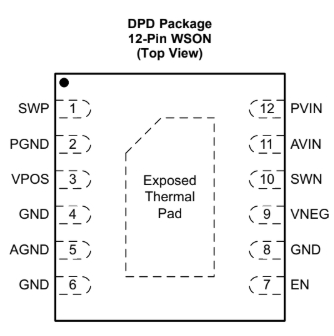 DPD Package
12-Pin WSON
(Top View)
SWP 1 12 PVIN
PGND 2 11 AVIN
VPOS 3 Exposed 10 SWN
Thermal
GND 4 Pad 9 VNEG
AGND 5 8 GND
GND 6 7 EN